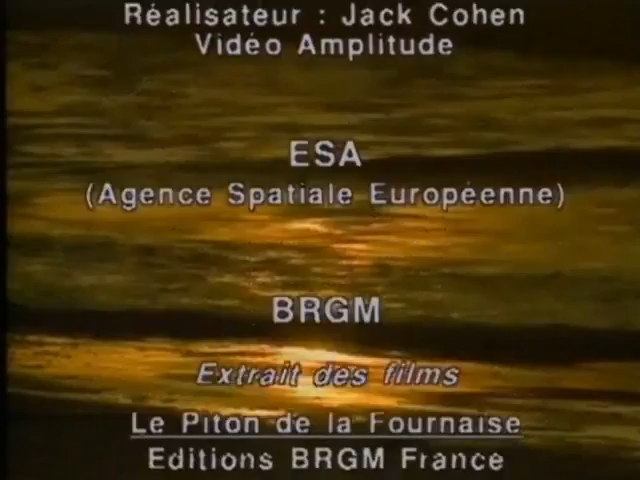 Réalisateur : Jack Cohen
Vidéo Amplitude
ESA
(Agence Spatiale Européenne)
BRGM
Extrait des films
Le Piton de la Fournaise
Editions BRGM France